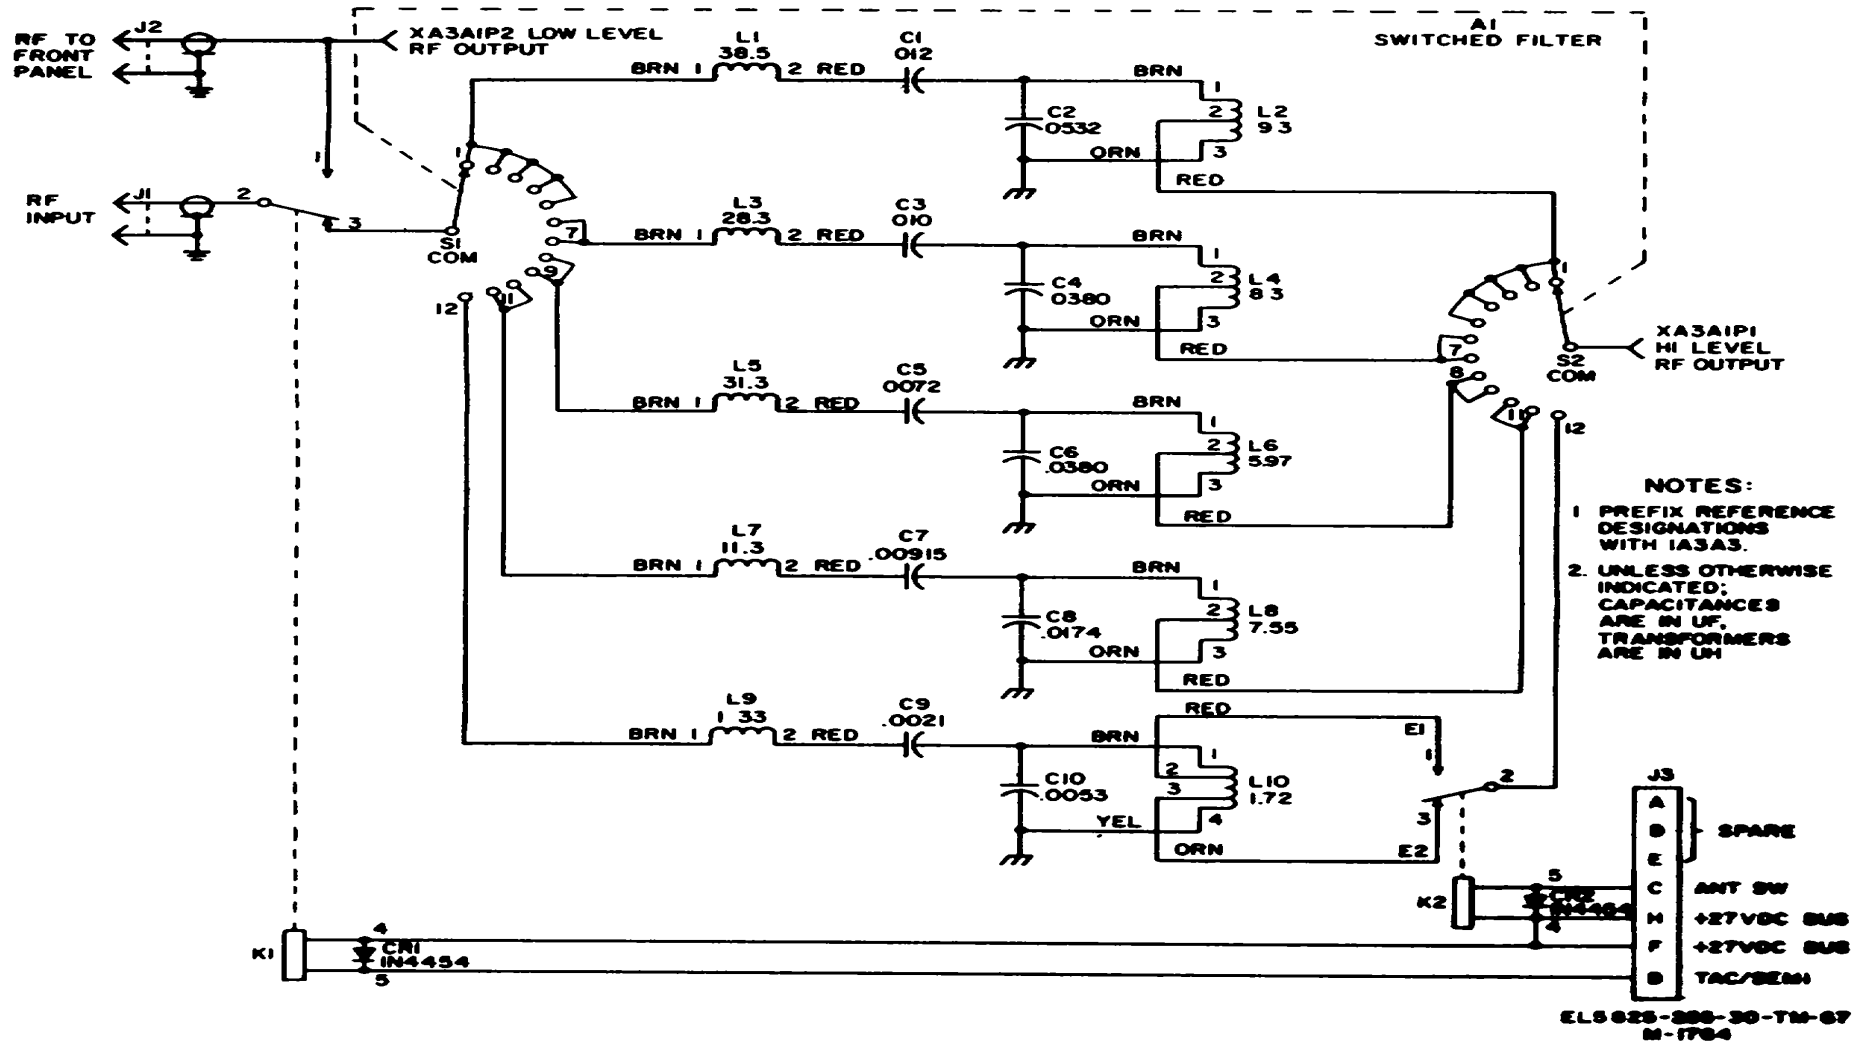 J2
RF TO
FRONT
PANEL
XA3A1P2 LOW LEVEL
RF OUTPUT
A1
SWITCHED FILTER
1
J1
RF
INPUT
2
3
S1
COM
1
7
9
11
12
BRN 1
L1
38.5
2 RED
C1
012
BRN
C2
0532
ORN
1
2
3
L2
93
RED
BRN 1
L3
28.3
2 RED
C3
010
BRN
C4
0380
ORN
1
2
3
L4
83
RED
BRN 1
L5
31.3
2 RED
C5
.0072
BRN
C6
.0380
ORN
1
2
3
L6
5.97
RED
BRN 1
L7
11.3
2 RED
C7
.00915
BRN
C8
.0174
ORN
1
2
3
L8
7.55
RED
BRN 1
L9
1 33
2 RED
C9
.0021
BRN
C10
.0053
YEL
1
2
3
4
L10
1.72
RED
ORN
E1
1
2
3
E2
1
7
8
11
12
S2
COM
XA3A1P1
HI LEVEL
RF OUTPUT
NOTES:
1 PREFIX REFERENCE
DESIGNATIONS
WITH 1A3A3.
2. UNLESS OTHERWISE
INDICATED;
CAPACITANCES
ARE IN UF,
TRANSFORMERS
ARE IN UH
J3
A
D
E
SPARE
C ANT SW
H +27VDC BUS
F +27VDC BUS
B TAC/SEMI
K2
5
CR2
IN4454
4
K1
4
CR1
IN4454
5
M-1764